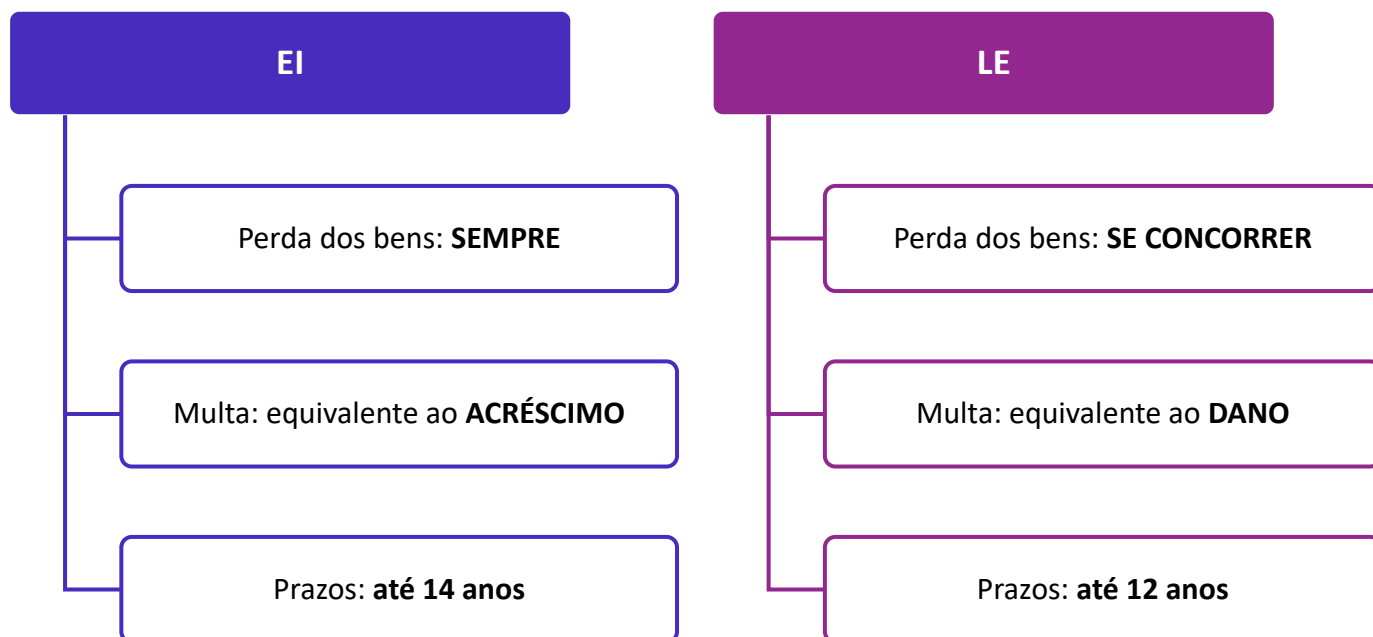 EI
Perda dos bens: SEMPRE
Multa: equivalente ao ACRÉSCIMO
Prazos: até 14 anos
LE
Perda dos bens: SE CONCORRER
Multa: equivalente ao DANO
Prazos: até 12 anos